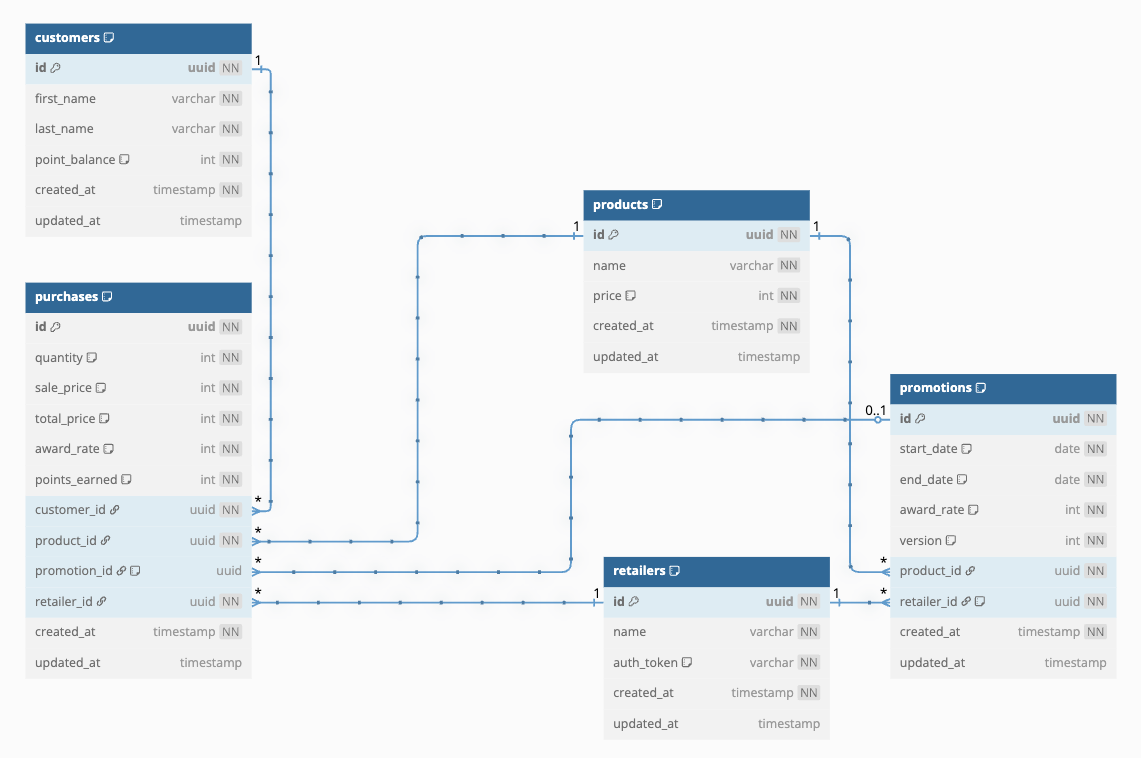 customers
id uuid NN
first_name varchar NN
last_name varchar NN
point_balance int NN
created_at timestamp NN
updated_at timestamp
1
*
purchases
id uuid NN
quantity int NN
sale_price int NN
total_price int NN
award_rate int NN
points_earned int NN
customer_id uuid NN
product_id uuid NN
promotion_id uuid
retailer_id uuid NN
created_at timestamp NN
updated_at timestamp
*
*
*
1
products
id uuid NN
name varchar NN
price int NN
created_at timestamp NN
updated_at timestamp
1
1
retailers
id uuid NN
name varchar NN
auth_token varchar NN
created_at timestamp NN
updated_at timestamp
1
0..1
promotions
id uuid NN
start_date date NN
end_date date NN
award_rate int NN
version int NN
product_id uuid NN
retailer_id uuid NN
created_at timestamp NN
updated_at timestamp
*
*